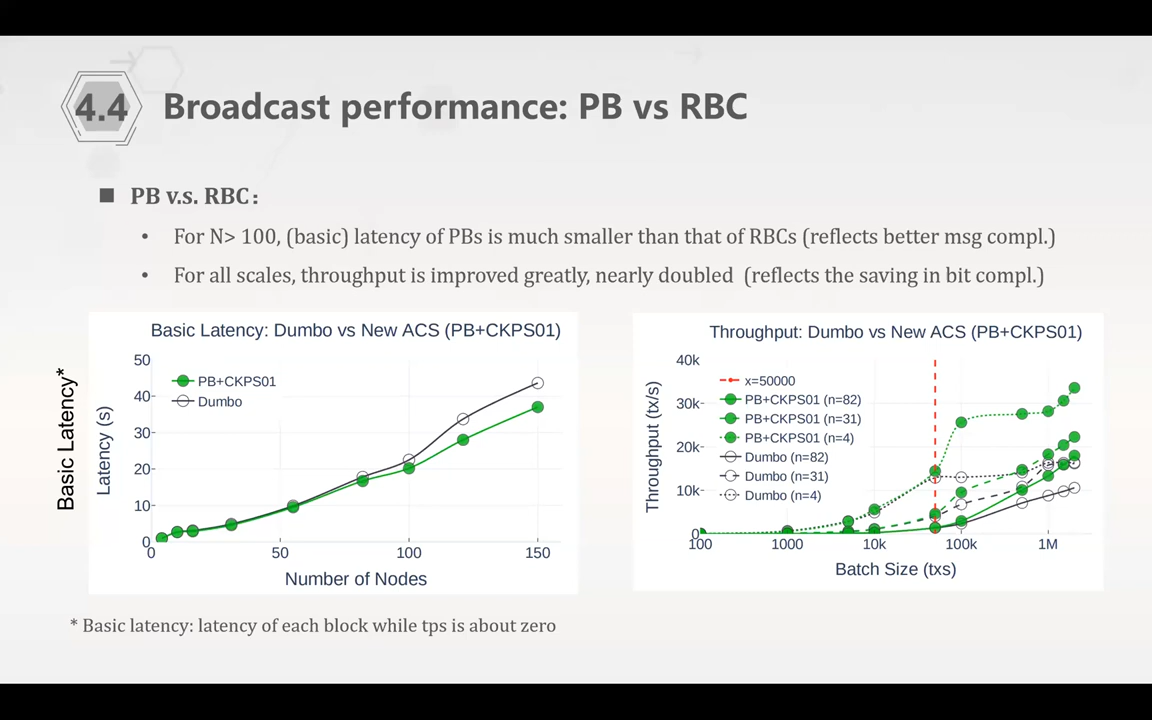 4.4
Broadcast performance: PB vs RBC
PB v.s. RBC：
• For N> 100, (basic) latency of PBs is much smaller than that of RBCs (reflects better msg compl.)
• For all scales, throughput is improved greatly, nearly doubled (reflects the saving in bit compl.)
Basic Latency*
Basic Latency: Dumbo vs New ACS (PB+CKPS01)
Latency (s)
50
40
30
20
10
0
PB+CKPS01
Dumbo
0
50
100
150
Number of Nodes
Throughput: Dumbo vs New ACS (PB+CKPS01)
Throughput (tx/s)
40k
30k
20k
10k
0
x=50000
PB+CKPS01 (n=82)
PB+CKPS01 (n=31)
PB+CKPS01 (n=4)
Dumbo (n=82)
Dumbo (n=31)
Dumbo (n=4)
100
1000
10k
100k
1M
Batch Size (txs)
* Basic latency: latency of each block while tps is about zero